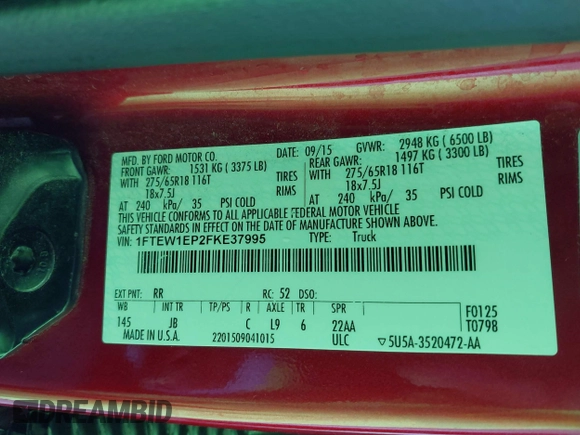 MFD. BY FORD MOTOR CO.
DATE: 09/15 GVWR: 2948 KG ( 6500 LB)
FRONT GAWR: 1531 KG ( 3375 LB) REAR GAWR: 1497 KG ( 3300 LB)
WITH 275/65R18 116T TIRES WITH 275/65R18 116T TIRES
18x7.5J RIMS 18x7.5J RIMS
AT 240 kPa/ 35 PSI COLD AT 240 kPa/ 35 PSI COLD
THIS VEHICLE CONFORMS TO ALL APPLICABLE FEDERAL MOTOR VEHICLE
SAFETY STANDARDS IN EFFECT ON THE DATE OF MANUFACTURE SHOWN ABOVE.
VIN: 1FTEW1EP2FKE37995 TYPE: Truck
EXT PNT: RR RC: 52 DSO:
WB INT TR TP/PS R AXLE TR SPR
145 JB C L9 6 22AA
ULC
F0125
T0798
MADE IN U.S.A. 2201509041015
▽5U5A-3520472-AA
DREAMBID